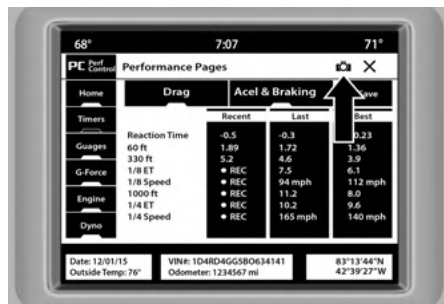 68° 7:07 71°
PC Perf Control Performance Pages
Home Drag Acel & Braking Save
Timers Recent Last Best
Reaction Time -0.5 -0.3 0.23
60 ft 1.89 1.72 1.36
Guages 330 ft 5.2 4.6 3.9
1/8 ET REC 7.5 6.1
G-Force 1/8 Speed REC 94 mph 112 mph
1000 ft REC 11.2 8.0
Engine 1/4 ET REC 10.2 9.6
1/4 Speed REC 165 mph 140 mph
Dyno
Date: 12/01/15 VIN#: 1D4RD4GG5BO634141 83°13'44"N
Outside Temp: 76° Odometer: 1234567 mi 42°39'27"W